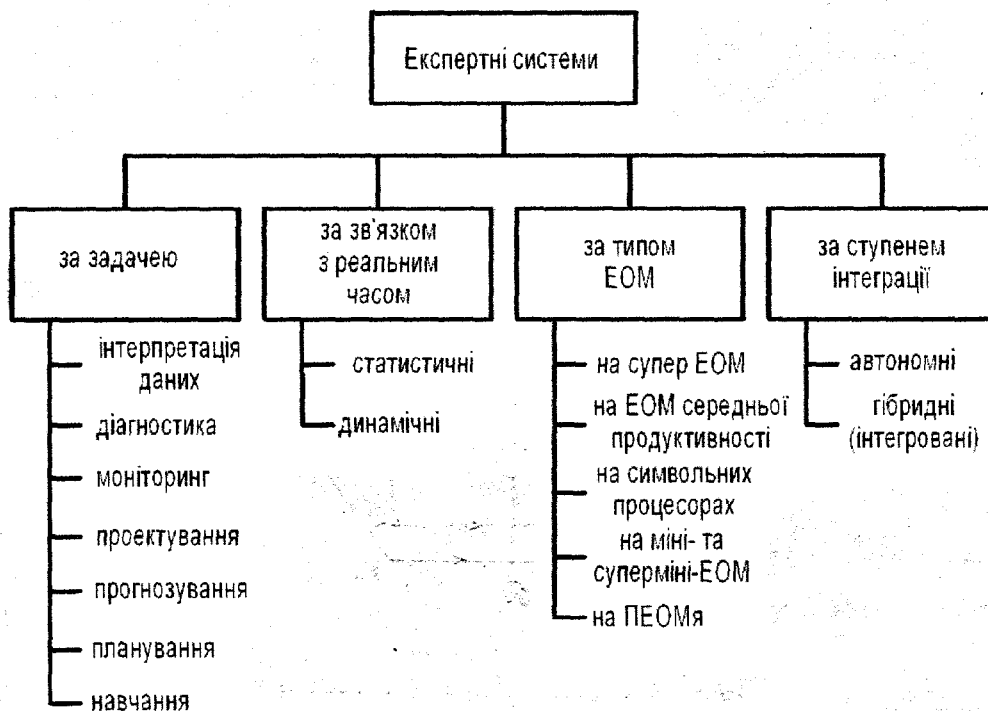 Експертні системи
за задачею
інтерпретація
даних
діагностика
моніторинг
проектування
прогнозування
планування
навчання
за зв'язком
з реальним
часом
статистичні
динамічні
за типом
ЕОМ
на супер ЕОМ
на ЕОМ середньої
продуктивності
на символьних
процесорах
на міні- та
суперміні-ЕОМ
на ПЕОМя
за ступенем
інтеграції
автономні
гібридні
(інтегровані)